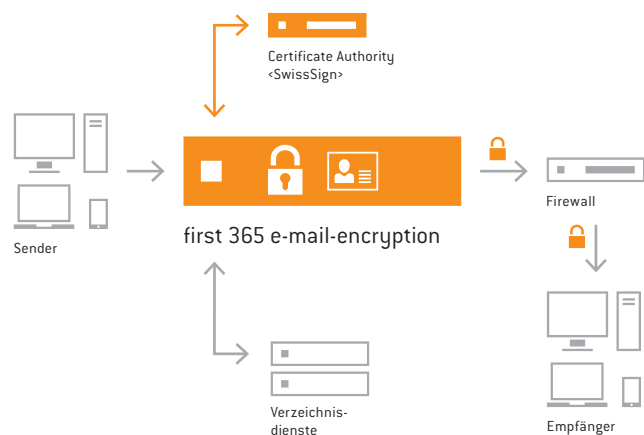 Certificate Authority
<SwissSign>
Sender
first 365 e-mail-encryption
Firewall
Verzeichnis-
dienste
Empfänger